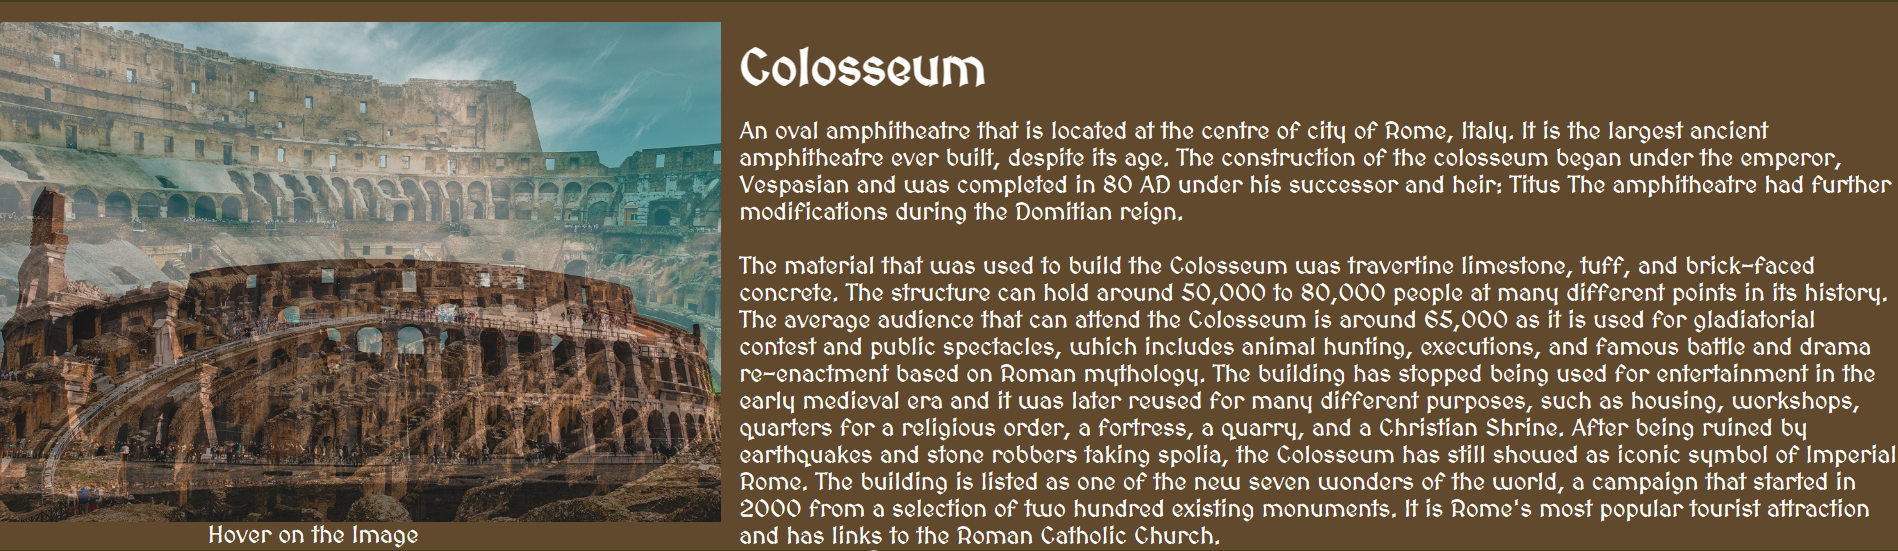 Colosseum
An oval amphitheatre that is located at the centre of city of Rome, Italy. It is the largest ancient
amphitheatre ever built, despite its age. The construction of the colosseum began under the emperor,
Vespasian and was completed in 80 AD under his successor and heir: Titus The amphitheatre had further
modifications during the Domitian reign.
The material that was used to build the Colosseum was travertine limestone, tuff, and brick-faced
concrete. The structure can hold around 50,000 to 80,000 people at many different points in its history.
The average audience that can attend the Colosseum is around 65,000 as it is used for gladiatorial
contest and public spectacles, which includes animal hunting, executions, and famous battle and drama
re-enactment based on Roman mythology. The building has stopped being used for entertainment in the
early medieval era and it was later reused for many different purposes, such as housing, workshops,
quarters for a religious order, a fortress, a quarry, and a Christian Shrine. After being ruined by
earthquakes and stone robbers taking spolia, the Colosseum has still showed as iconic symbol of Imperial
Rome. The building is listed as one of the new seven wonders of the world, a campaign that started in
2000 from a selection of two hundred existing monuments. It is Rome's most popular tourist attraction
and has links to the Roman Catholic Church.
Hover on the Image